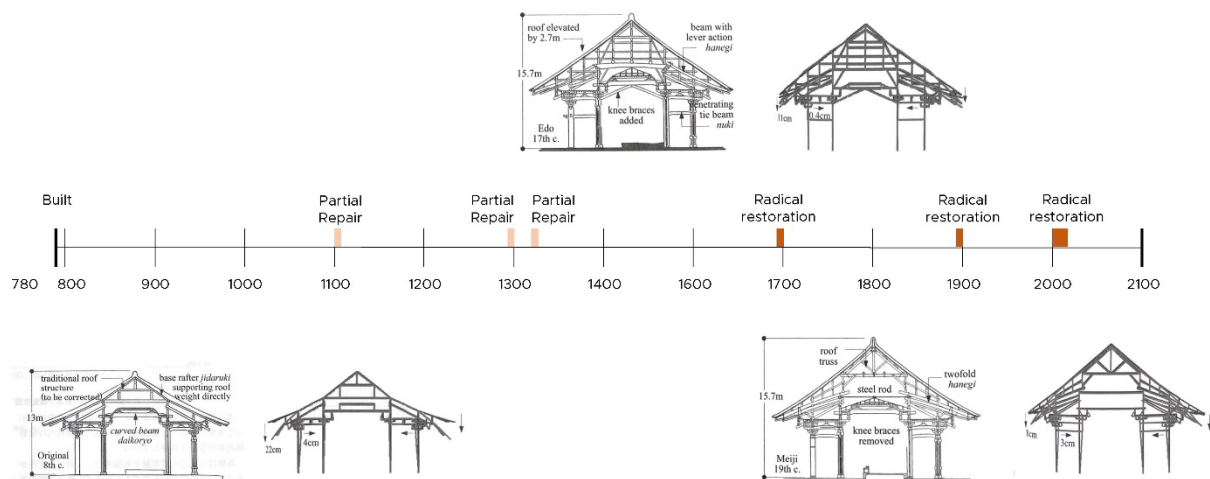 roof elevated
by 2.7m
beam with
lever action
hanegi
15.7m
knee braces
added
penetrating
tie beam
nuki
Edo
17th c.
11cm
0.4cm
Built
Partial
Repair
Partial
Repair
Partial
Repair
Radical
restoration
Radical
restoration
Radical
restoration
780
800
900
1000
1100
1200
1300
1400
1500
1600
1700
1800
1900
2000
2100
traditional roof
structure
(to be corrected)
base rafter jidaruki
supporting roof
weight directly
13m
curved beam
daikoryo
Original
8th c.
22cm
4cm
roof
truss
twofold
hanegi
15.7m
steel rod
knee braces
removed
Meiji
19th c.
3cm